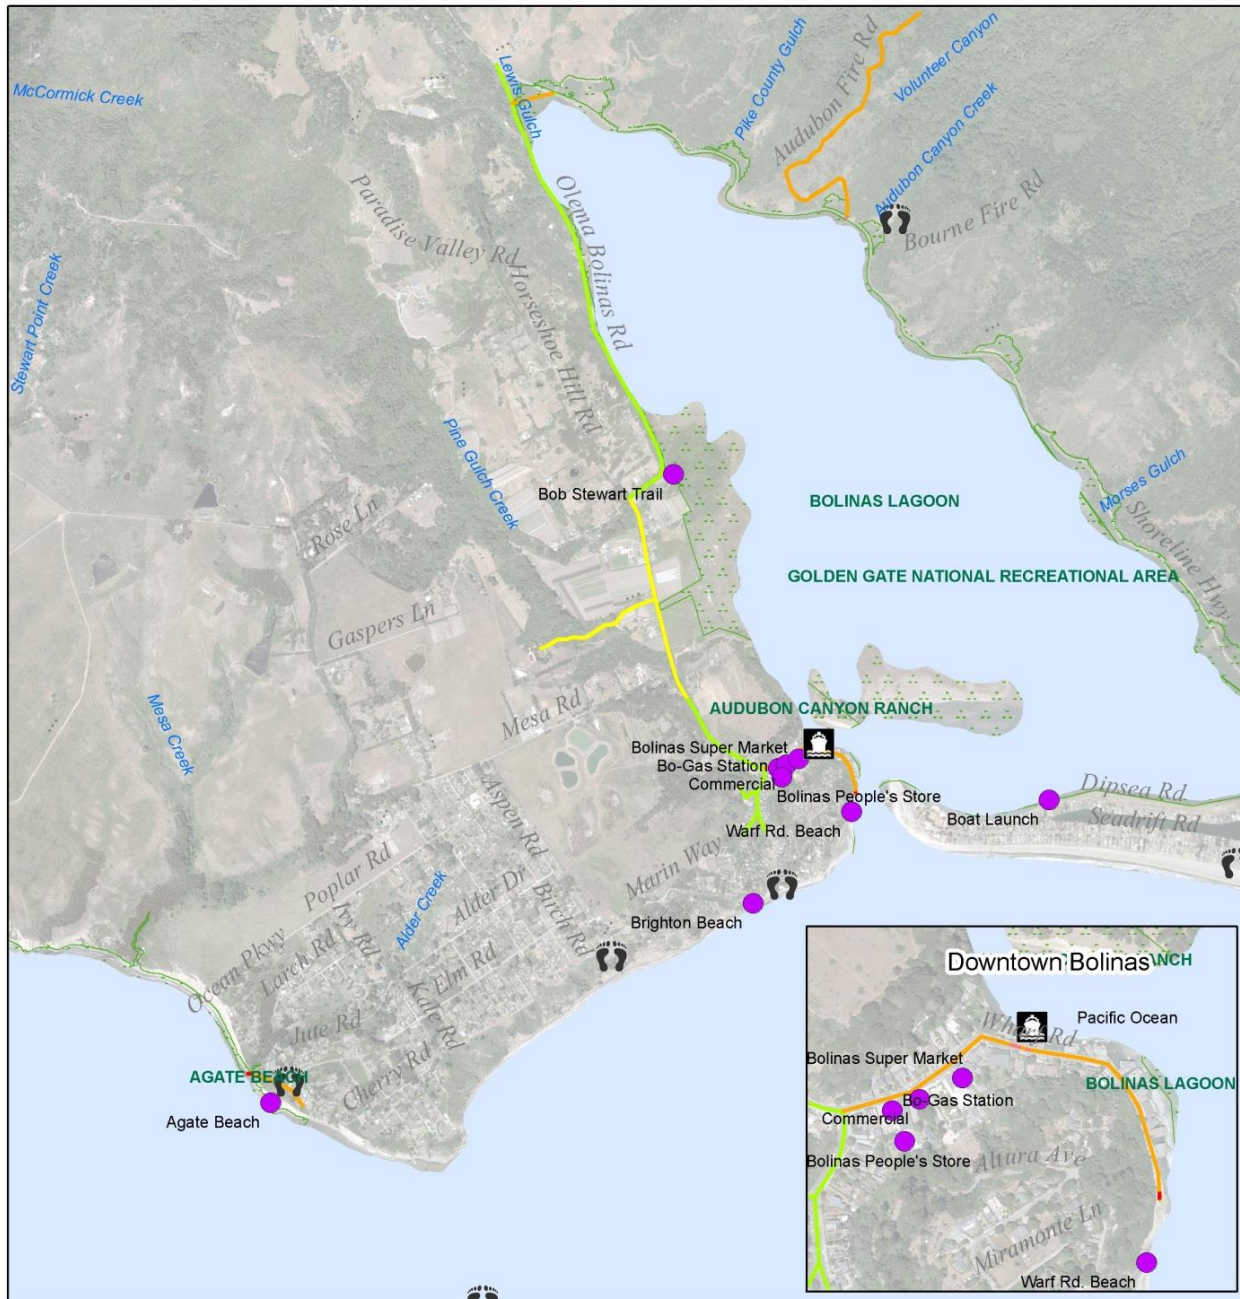 McCormick Creek
Lewis Gulch
Pike County Gulch
Audubon Fire Rd
Volunteer Canyon
Audubon Canyon Creek
Bourne Fire Rd
Paradise Valley Rd
Olema Bolinas Rd
Horseshoe Hill Rd
Stewart Point Creek
Pine Gulch Creek
Bob Stewart Trail
BOLINAS LAGOON
Morses Gulch
Shoreline Hwy
Rose Ln
GOLDEN GATE NATIONAL RECREATIONAL AREA
Gaspers Ln
Mesa Creek
Mesa Rd
AUDUBON CANYON RANCH
Bolinas Super Market
Bo-Gas Station
Commercial
Bolinas People's Store
Dipsea Rd
Boat Launch
Seadrift Rd
Aspen Rd
Warf Rd. Beach
Poplar Rd
Marin Way
Alder Dr
Birch Rd
Ivy Rd
Alder Creek
Brighton Beach
Ocean Pkwy
Larch Rd
Elm Rd
Kale Rd
Jute Rd
Cherry Rd
AGATE BEACH
Agate Beach
Downtown Bolinas
NCH
Pacific Ocean
Wharf Rd
Bolinas Super Market
BOLINAS LAGOON
Bo-Gas Station
Commercial
Bolinas People's Store
Altura Ave
Miramonte Ln
Warf Rd. Beach